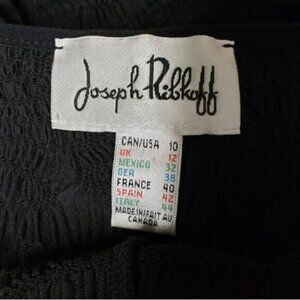 Joseph Ribkoff
CAN/USA 10
UK 12
MEXICO 32
GER 38
FRANCE 40
SPAIN 42
ITALY 44
MADE IN/FAIT AU
CANADA